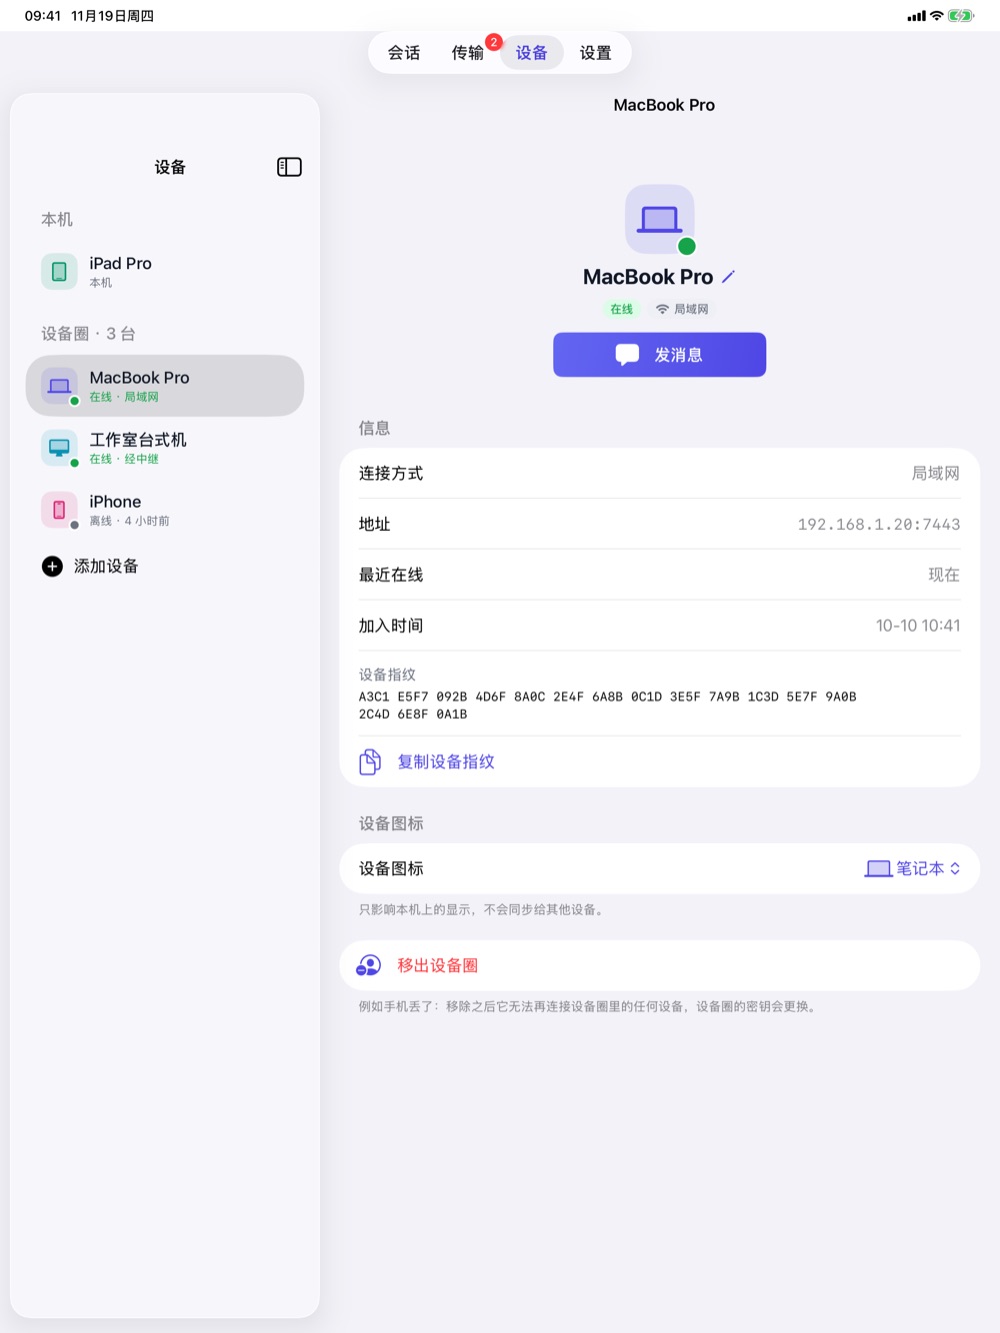 09:41 11月19日周四
会话
传输
2
设备
设置
设备
本机
iPad Pro
本机
设备圈 · 3 台
MacBook Pro
在线 · 局域网
工作室台式机
在线 · 经中继
iPhone
离线 · 4 小时前
添加设备
MacBook Pro
MacBook Pro
在线
局域网
发消息
信息
连接方式 局域网
地址 192.168.1.20:7443
最近在线 现在
加入时间 10-10 10:41
设备指纹
A3C1 E5F7 092B 4D6F 8A0C 2E4F 6A8B 0C1D 3E5F 7A9B 1C3D 5E7F 9A0B
2C4D 6E8F 0A1B
复制设备指纹
设备图标
设备图标 笔记本
只影响本机上的显示，不会同步给其他设备。
移出设备圈
例如手机丢了：移除之后它无法再连接设备圈里的任何设备，设备圈的密钥会更换。